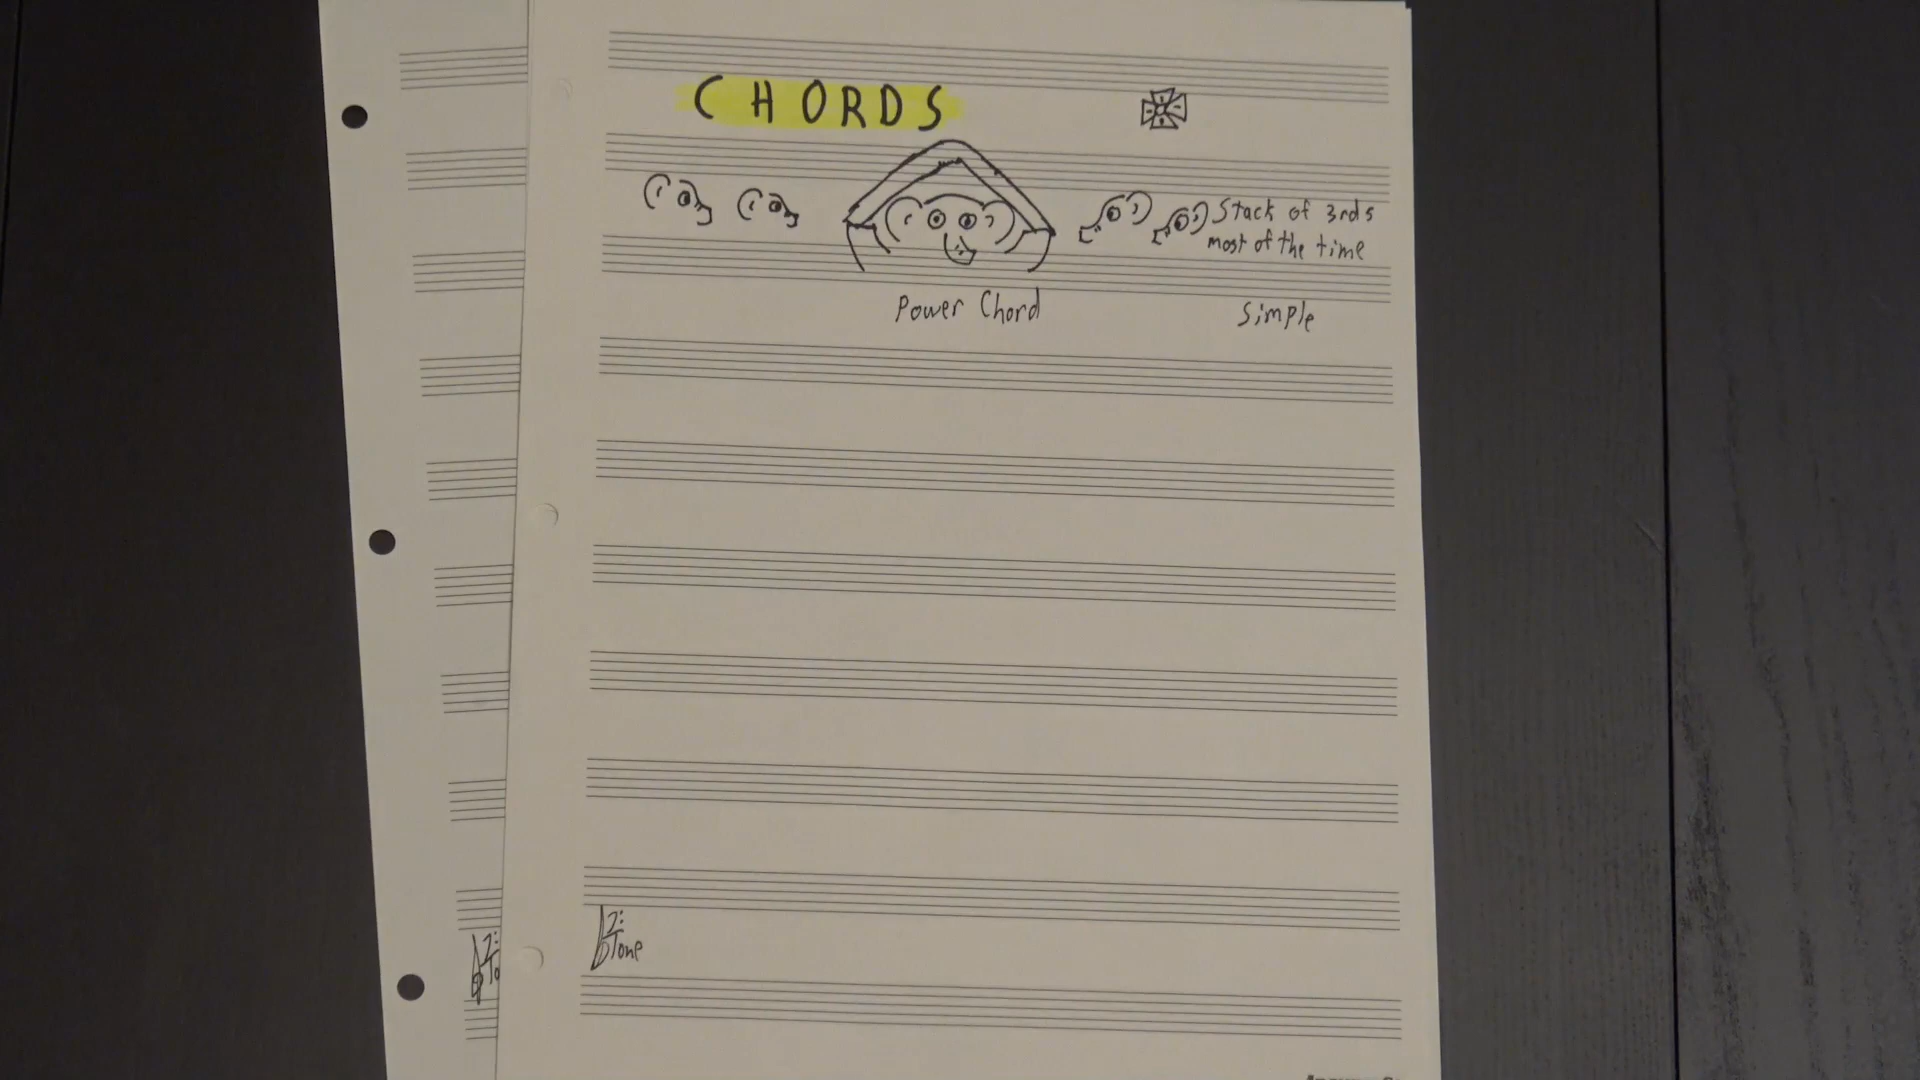 CHORDS
Stack of 3rds
most of the time
Power Chord
Simple
Tone